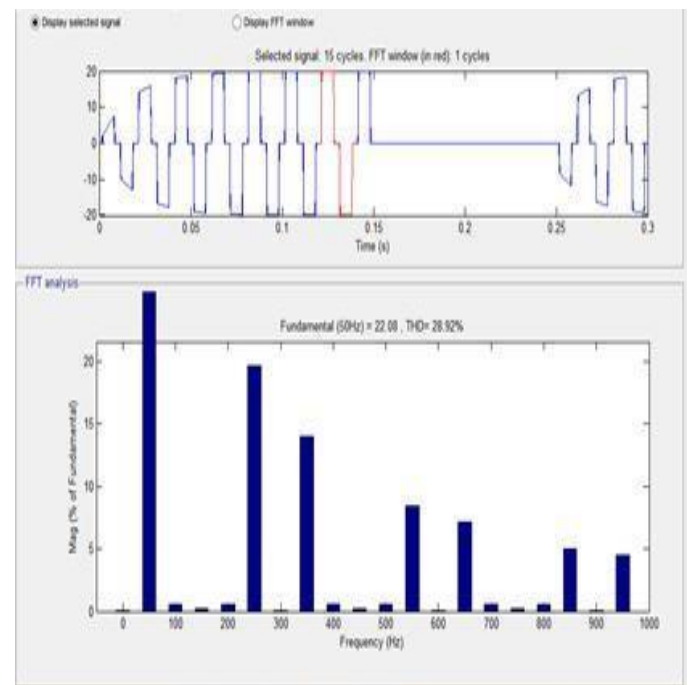 Display selected signal
Display FFT window
Selected signal: 15 cycles. FFT window (in red): 1 cycles
20
10
0
-10
-20
0 0.05 0.1 0.15 0.2 0.25 0.3
Time (s)
FFT analysis
Fundamental (50Hz) = 22.08 , THD= 28.92%
Mag (% of Fundamental)
20
15
10
5
0
0 100 200 300 400 500 600 700 800 900 1000
Frequency (Hz)